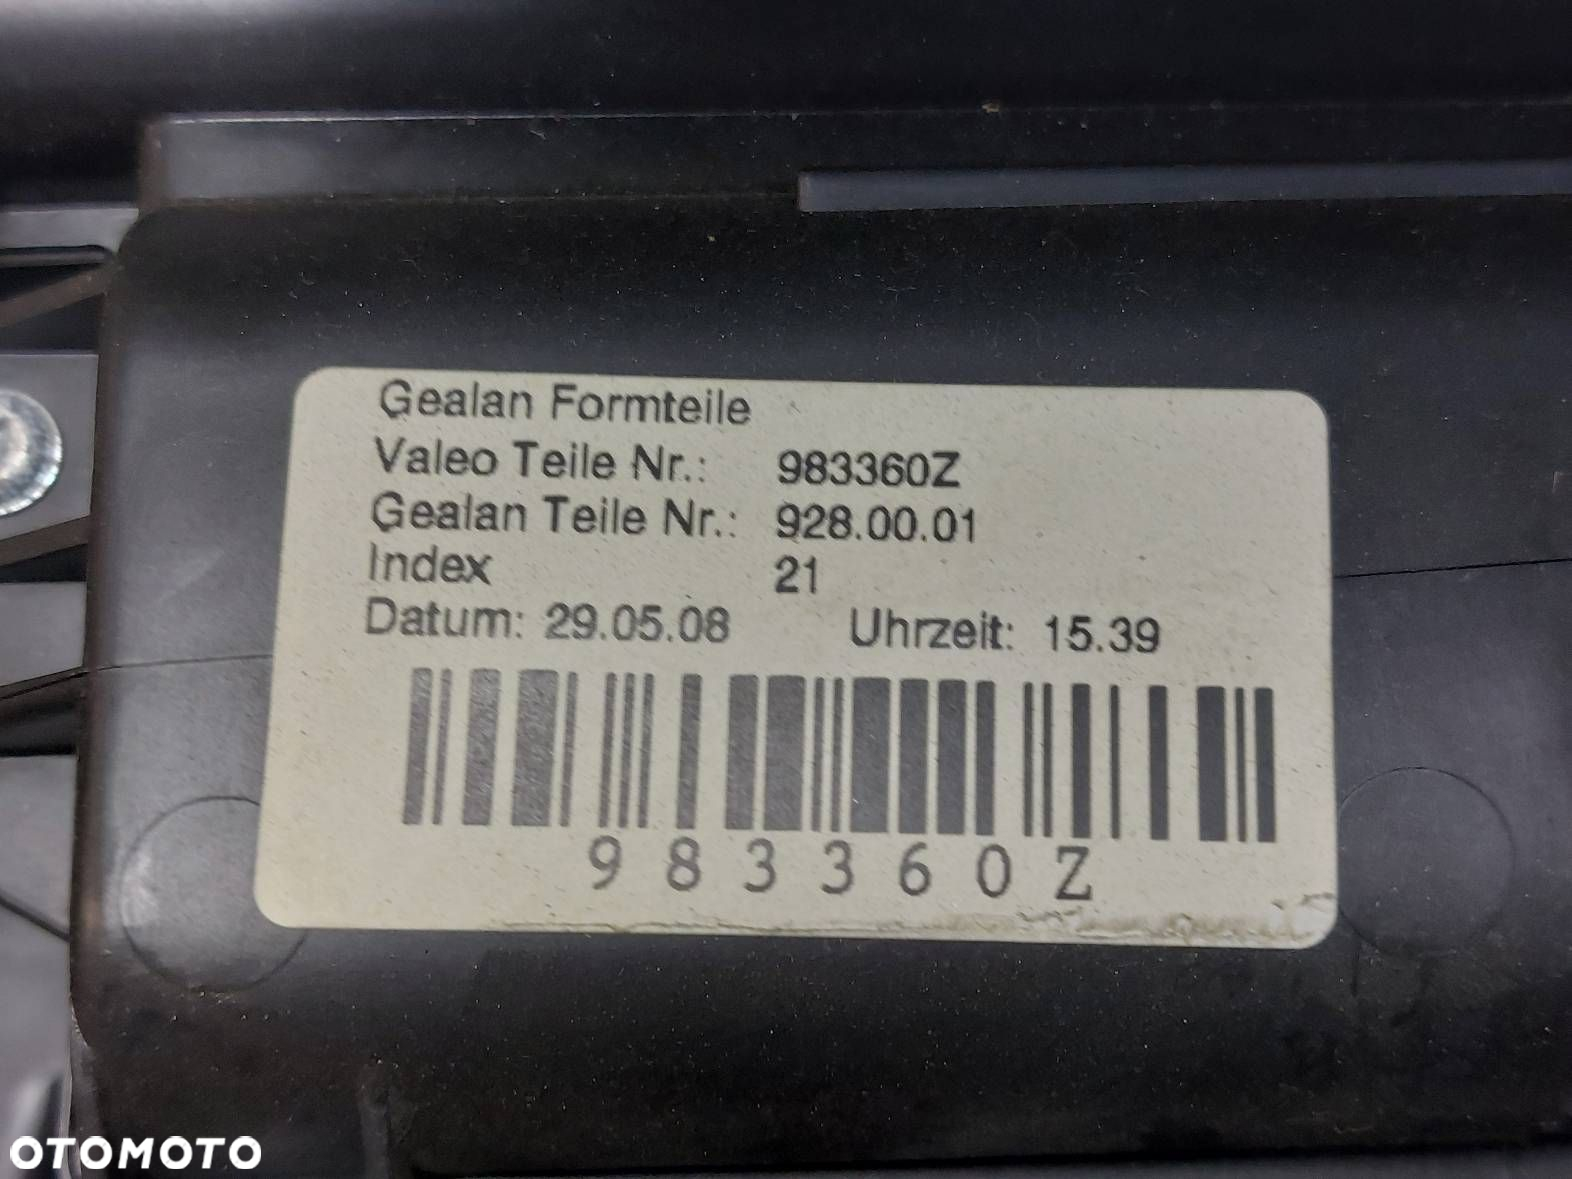 Gealan Formteile
Valeo Teile Nr.: 983360Z
Gealan Teile Nr.: 928.00.01
Index 21
Datum: 29.05.08 Uhrzeit: 15.39
983360Z
OTOMOTO